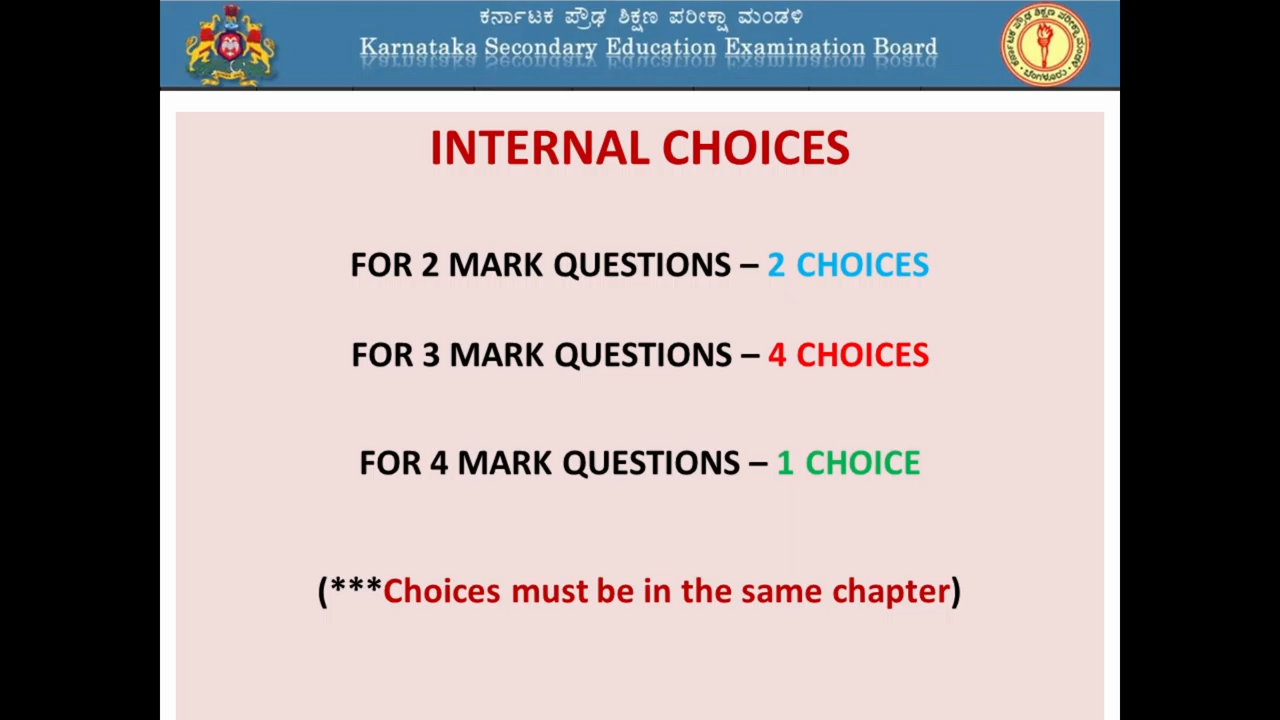 ಕರ್ನಾಟಕ ಪ್ರೌಢ ಶಿಕ್ಷಣ ಪರೀಕ್ಷಾ ಮಂಡಳಿ
Karnataka Secondary Education Examination Board
INTERNAL CHOICES
FOR 2 MARK QUESTIONS – 2 CHOICES
FOR 3 MARK QUESTIONS – 4 CHOICES
FOR 4 MARK QUESTIONS – 1 CHOICE
(***Choices must be in the same chapter)